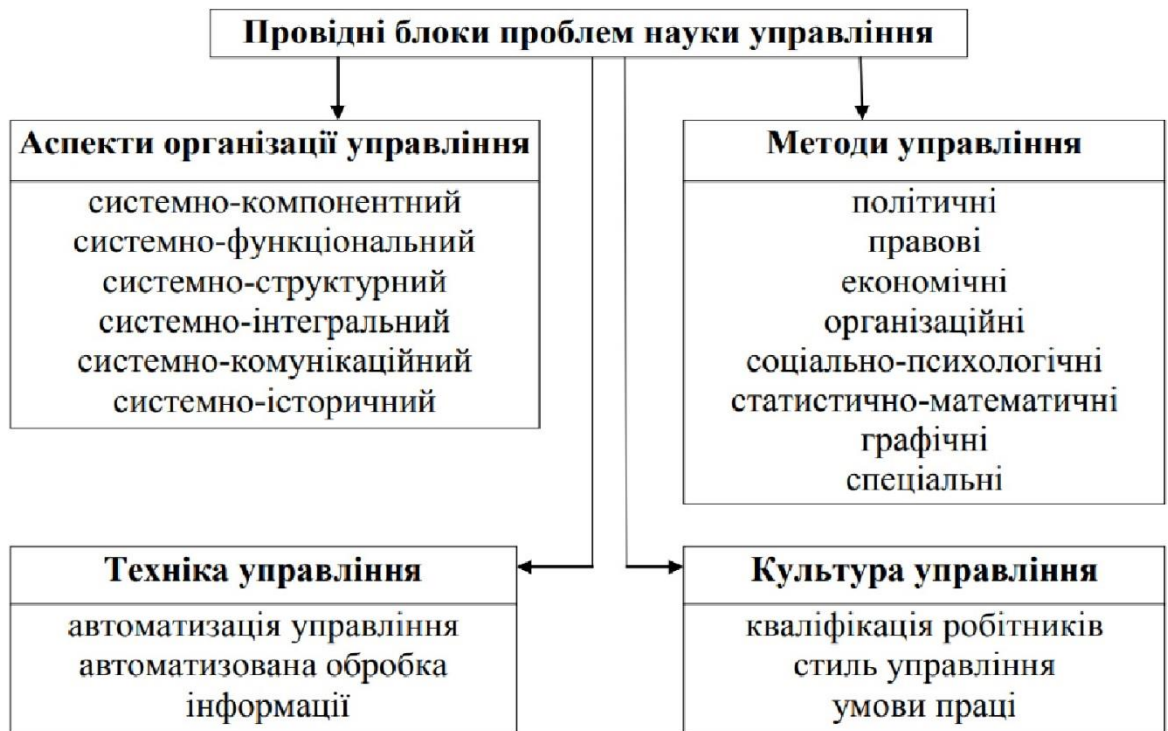 Провідні блоки проблем науки управління
Аспекти організації управління
системно-компонентний
системно-функціональний
системно-структурний
системно-інтегральний
системно-комунікаційний
системно-історичний
Методи управління
політичні
правові
економічні
організаційні
соціально-психологічні
статистично-математичні
графічні
спеціальні
Техніка управління
автоматизація управління
автоматизована обробка
інформації
Культура управління
кваліфікація робітників
стиль управління
умови праці